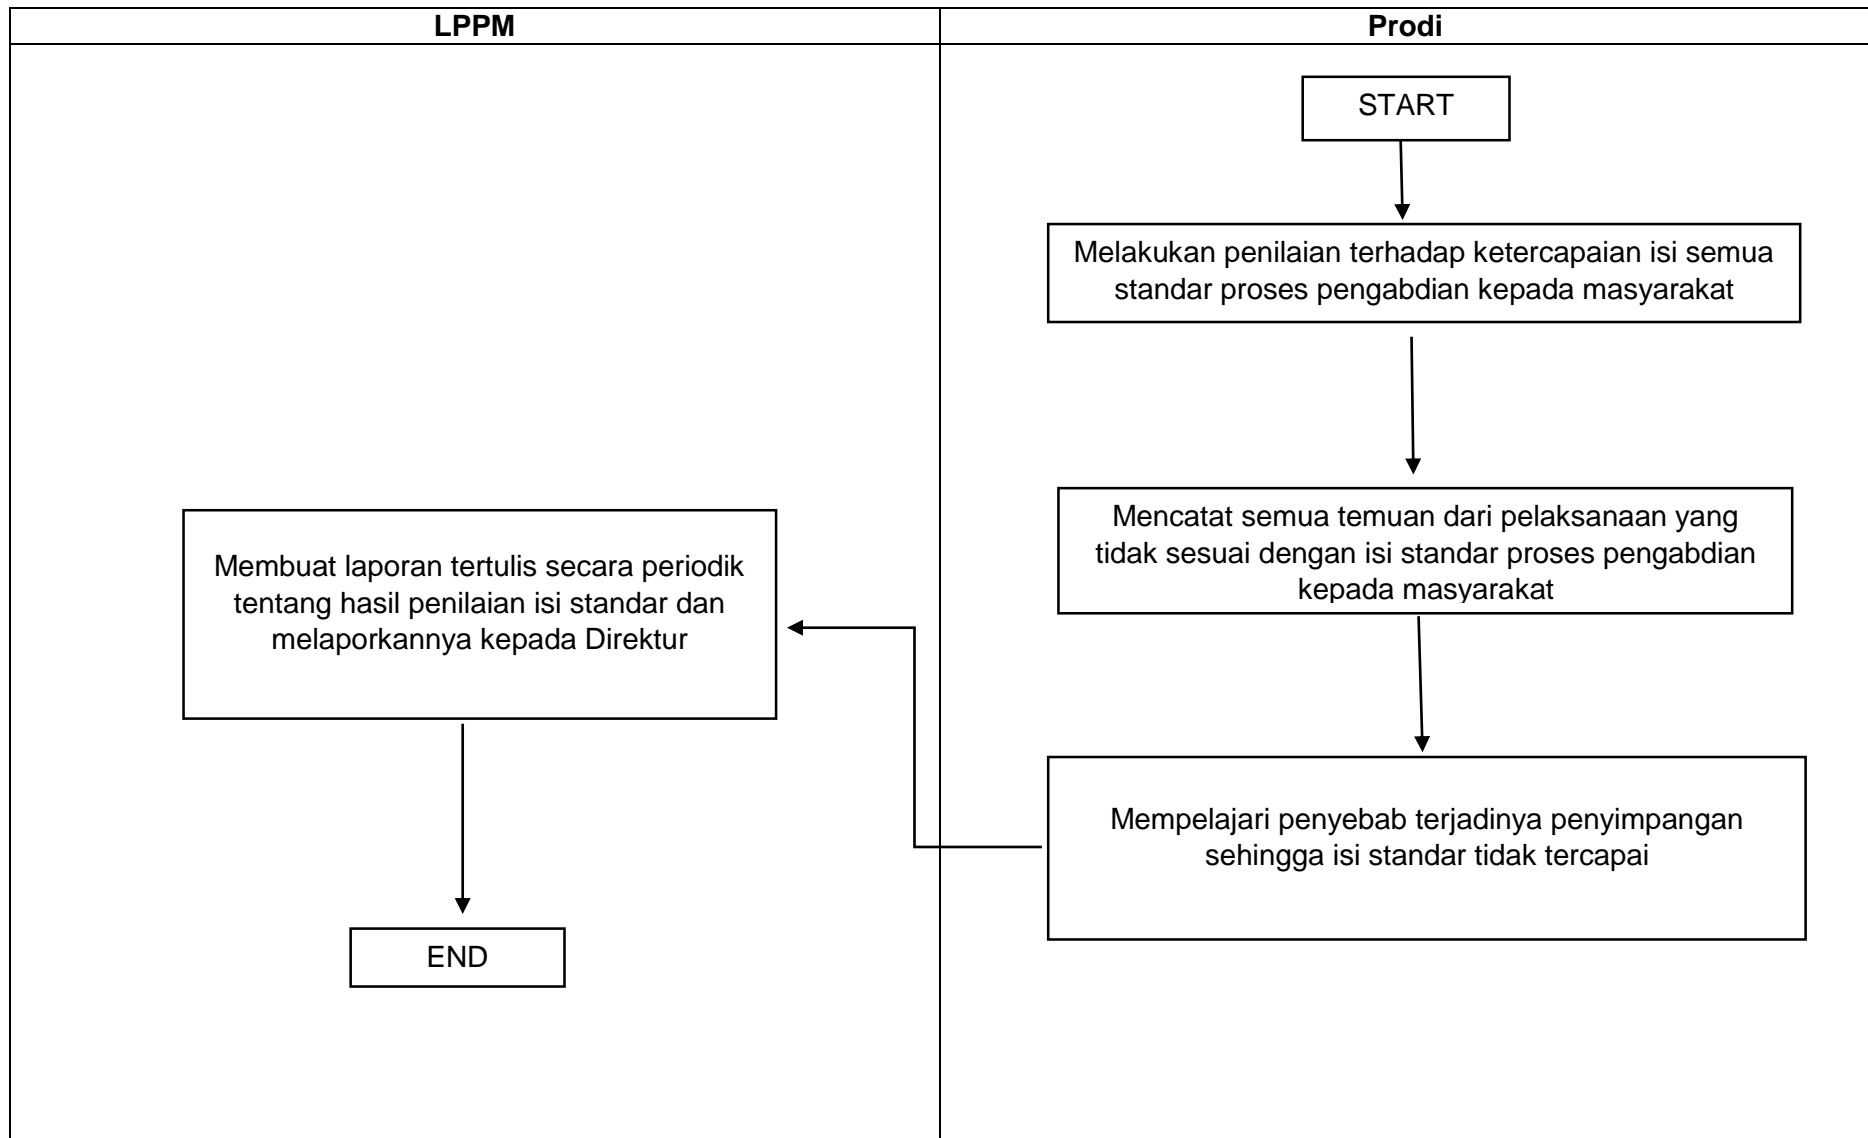 LPPM
Prodi
START
Melakukan penilaian terhadap ketercapaian isi semua
standar proses pengabdian kepada masyarakat
Mencatat semua temuan dari pelaksanaan yang
tidak sesuai dengan isi standar proses pengabdian
kepada masyarakat
Mempelajari penyebab terjadinya penyimpangan
sehingga isi standar tidak tercapai
Membuat laporan tertulis secara periodik
tentang hasil penilaian isi standar dan
melaporkannya kepada Direktur
END